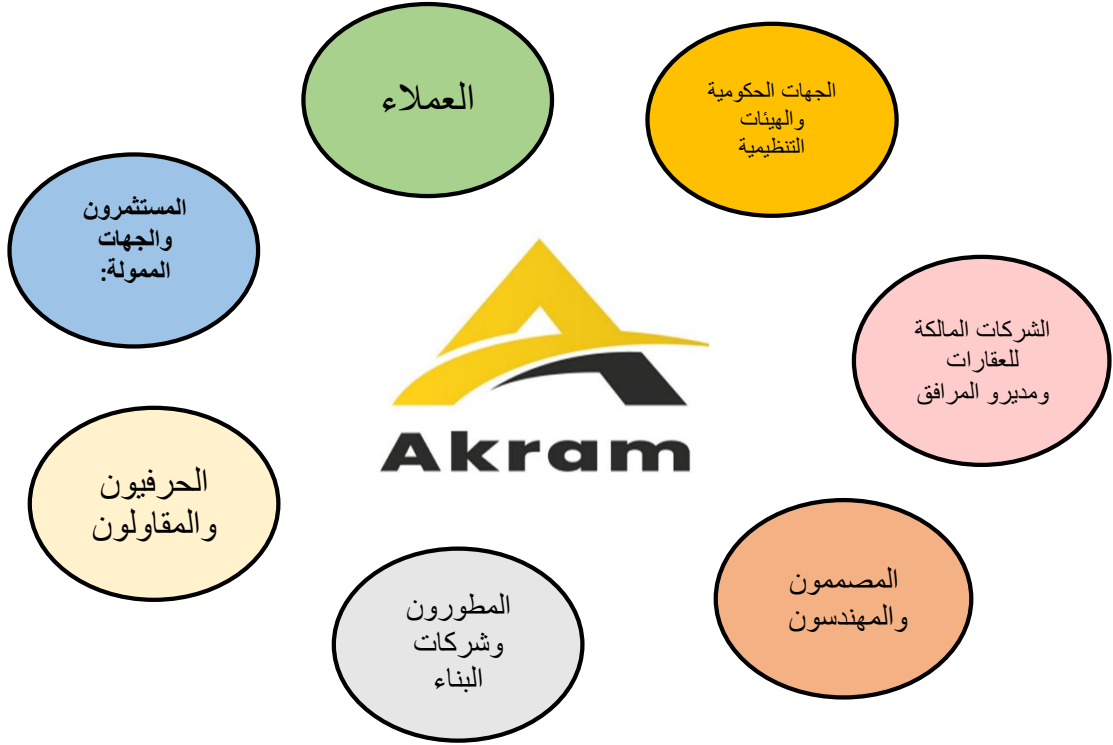 العملاء
الجهات الحكومية
والهيئات
التنظيمية
المستثمرون
والجهات
الممولة:
الشركات المالكة
للعقارات
ومديرو المرافق
Akram
الحرفيون
والمقاولون
المصممون
والمهندسون
المطورون
وشركات
البناء